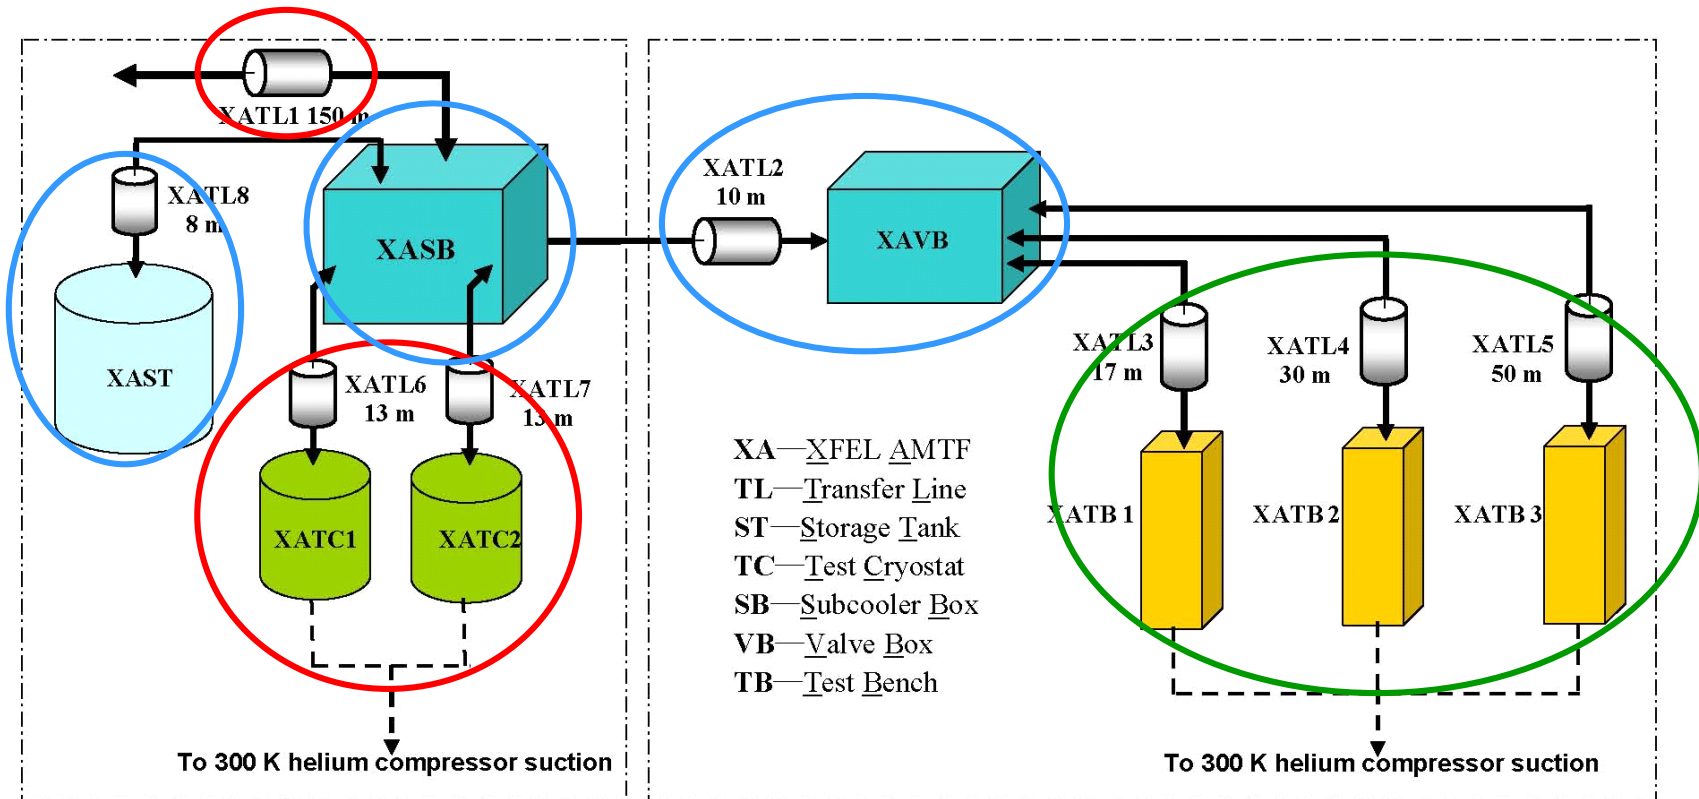 XATL1 150 m
XATL8
8 m
XAST
XASB
XATL6
13 m
XATL7
13 m
XATC1
XATC2
To 300 K helium compressor suction
XATL2
10 m
XAVB
XATL3
17 m
XATL4
30 m
XATL5
50 m
XATB 1
XATB 2
XATB 3
XA—XFEL AMTF
TL—Transfer Line
ST—Storage Tank
TC—Test Cryostat
SB—Subcooler Box
VB—Valve Box
TB—Test Bench
To 300 K helium compressor suction